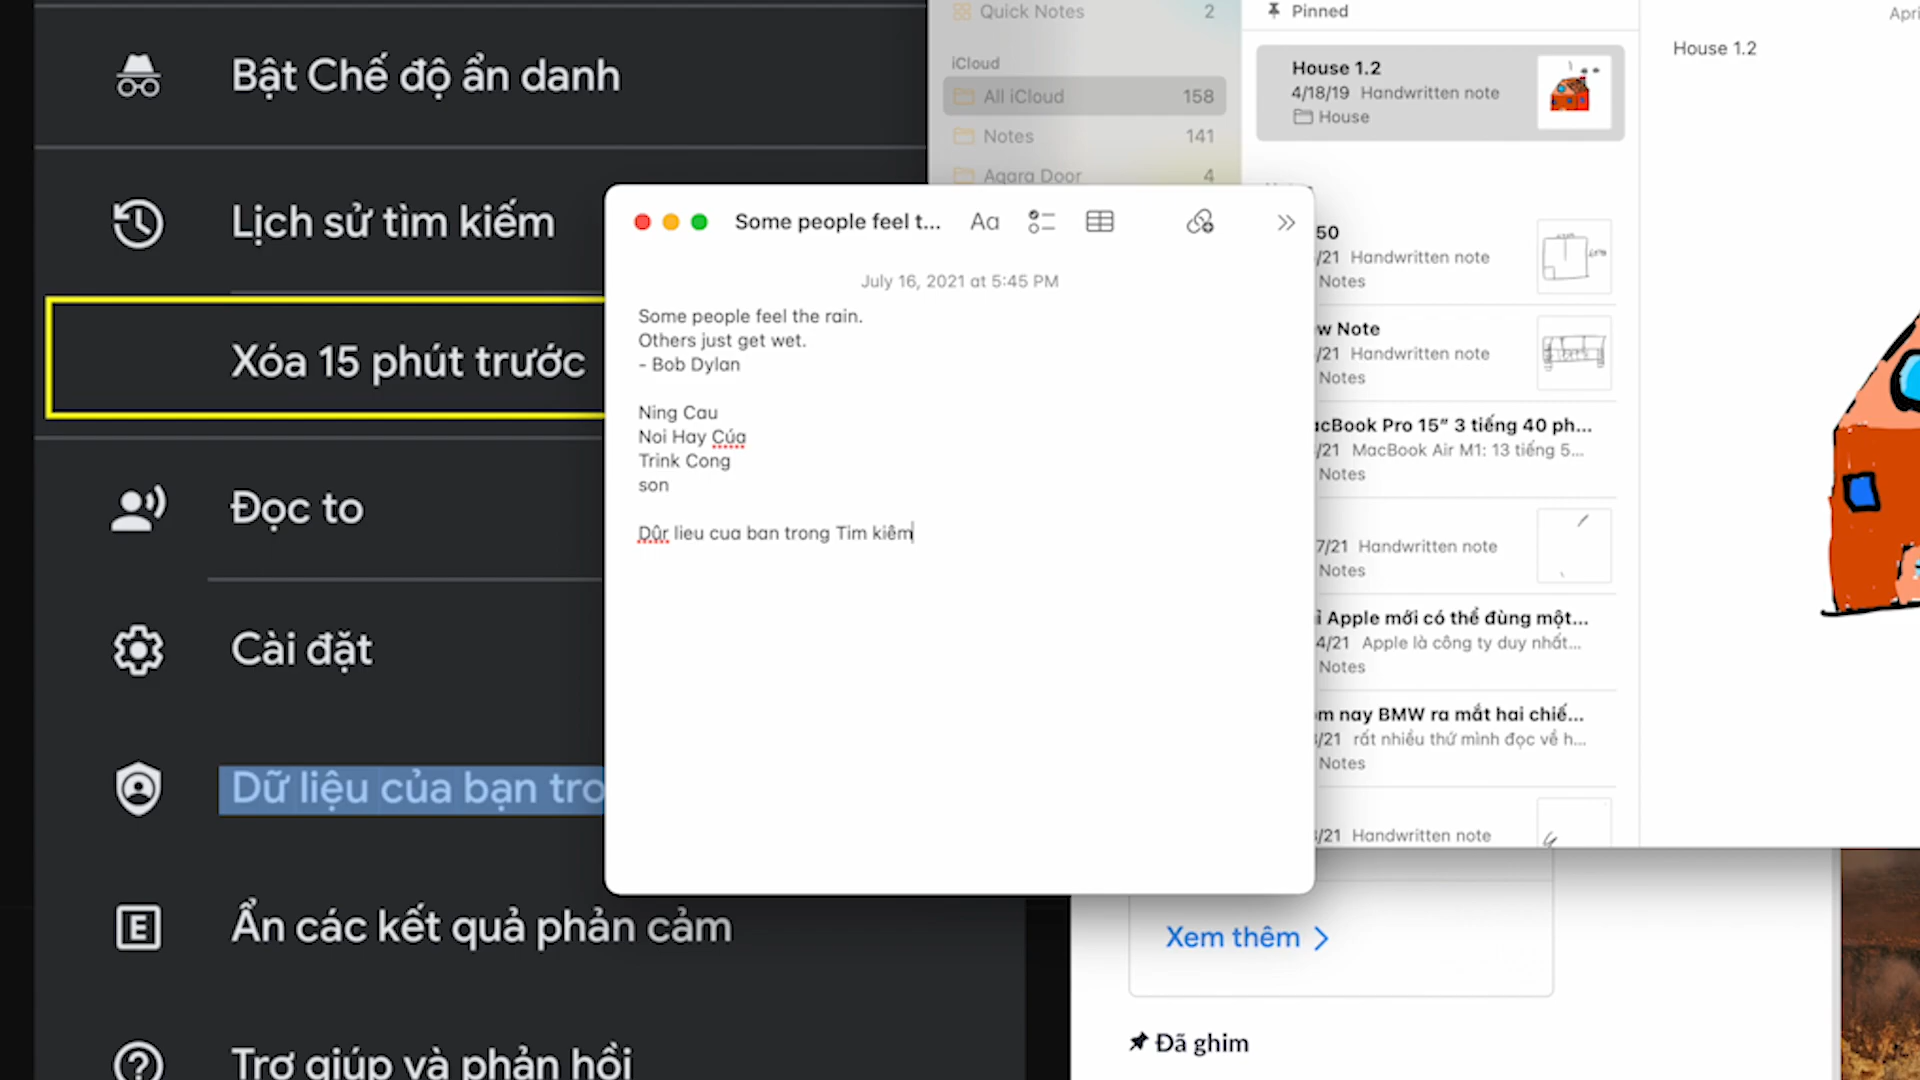 Bật Chế độ ẩn danh
Lịch sử tìm kiếm
Xóa 15 phút trước
Đọc to
Cài đặt
Dữ liệu của bạn tro
Ẩn các kết quả phản cảm
Trợ giúp và phản hồi
Quick Notes 2
iCloud
All iCloud 158
Notes 141
Aqara Door 4
Pinned
House 1.2
4/18/19 Handwritten note
House
50
/21 Handwritten note
Notes
w Note
/21 Handwritten note
Notes
acBook Pro 15” 3 tiếng 40 ph...
/21 MacBook Air M1: 13 tiếng 5...
Notes
7/21 Handwritten note
Notes
ỉ Apple mới có thể đùng một...
4/21 Apple là công ty duy nhất...
Notes
m nay BMW ra mắt hai chiế...
/21 rất nhiều thứ mình đọc về h...
Notes
/21 Handwritten note
Apri
House 1.2
Some people feel t... Aa
July 16, 2021 at 5:45 PM
Some people feel the rain.
Others just get wet.
- Bob Dylan
Ning Cau
Noi Hay Cúa
Trink Cong
son
Dûr lieu cua ban trong Tim kiêm
Xem thêm
Đã ghim